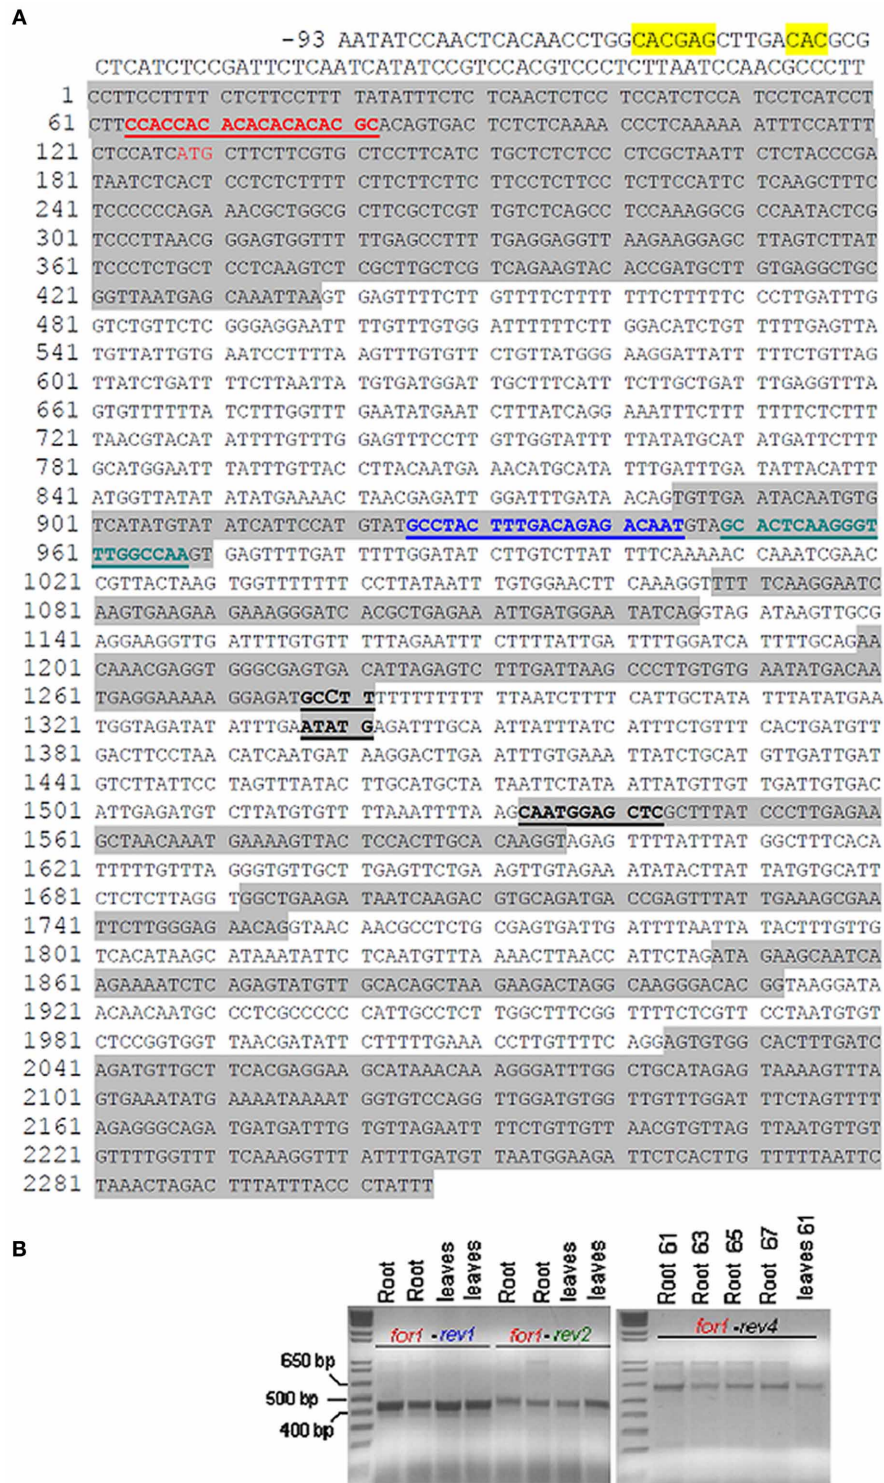 A
-93 AATATCCAACTCACAACCTGGCACGAGCTTGACACGCG
CTCATCTCCGATTCTCAATCATATCCGTCCACGTCCCTCTTAATCCAACGCCCTT
1 CCTTCCTTTT CTCTTCCTTT TATATTTCTC TCAACTCTCC TCCATCTCCA TCCTCATCCT
61 CTTCCACCAC ACACACACAC GCACAGTGAC TCTCTCAAAA CCCTCAAAAA ATTTCCATTT
121 CTCCATCATG CTTCTTCGTG CTCCTTCATC TGCTCTCTCC CTCGCTAATT CTCTACCCGA
181 TAATCTCACT CCTCTCTTTT CTCTTCTTCT TCCTCCTCTT TCTTCCATTC TCAAGCTTTC
241 TCCCCCCAGA AACGCTGGCG CTTCGCTCGT TGTCTCAGCC TCCAAAGGCG CCAATACTCG
301 TCCCTTAACG GGAGTGGTTT TTGAGCCTTT TGAGGAGGTT AAGAAGGAGC TTAGTCTTAT
361 TCCCTCTGCT CCTCAAGTCT CGCTTGCTCG TCAGAAGTAC ACCGATGCTT GTGAGGCTGC
421 GGTTAATGAG CAAATTAAGT GAGTTTTCTT GTTTTCTTTT TTTCTTTTTC CCTTGATTTG
481 GTCTGTTCTC GGGAGGAATT TTTGTTTGTGG ATTTTTTCTT GGACATCTGT TTTTGAGTTA
541 TGTTATTGTG AATCCTTTTA AGTTTGTGTT CTGTTATGGG AAGGATTATT TTTCTGTTAG
601 TTATCTGATT TTCTTAATTA TGTGATGGAT TGCTTTCATT TCTTGCTGAT TTGAGGTTTA
661 GTGTTTTTTA TCTTTGGTTT GAATATGAAT CTTTATCAGG AAATTTCTTT TTTTCTCTTT
721 TAACGTACAT ATTTTGTTTG GGAGTTTCCTT GTTGGTATTT TTATATGCAT ATGATTCTTT
781 GCATGGAATT TATTTGTTAC CTTACAATGA AACATGCATA TTTGATTTGA TATTACATTT
841 ATGGTTATAT ATATGAAAAC TAACGAGATT GGATTTGATA ACAGTGTTGA ATACAATGTG
901 TCATATGTAT ATCATTCCAT GTATGCCTAC TTTGACAGAG ACAATGTAGC ACTCAAGGGT
961 TTGGCCAAGT GAGTTTTGAT TTTGGATATC TTGTCTTATT TTCAAAAACC CAAATCGAAC
1021 CGTTACTAAG TGGTTTTTTT CCTTATAATT TGTGGAACTT CAAAGGTTTT TCAAGGAATC
1081 AAGTGAAGAA GAAAGGGATC ACGCTGAGAA ATTGATGGAA TATCAGGTAG ATAAGTTGCG
1141 AGGAAGGTTG ATTTTGTGTT TTTAGAATTT CTTTTATTGA TTTTGGATCA TTTTGCAGAA
1201 CAAACGAGGT GGGCGAGTGA CATTAGAGTC TTTGATTAAG CCCTTGTGTG AATATGACAA
1261 TGAGGAAAAA GGAGATGCCT TTTTTTTTTTT TTAATCTTTT CATTGCTATA TTTATATGAA
1321 TGGTAGATAT ATTTGAATAT GAGATTTGCA ATTATTTATC ATTTCTGTTT CACTGATGTT
1381 GACTTCCTAA CATCAATGAT AAGGACTTGA ATTTGTGAAA TTATCTGCAT GTTGATTGAT
1441 GTCTTATTCC TAGTTTATAC TTGCATGCTA TAATTCTATA ATTATGTTGT TGATTGTGAC
1501 ATTGAGATGT CTTATGTGTT TTAAATTTTA AGCAATGGAG CTCGCTTTAT CCCTTGAGAA
1561 GCTAACAAAT GAAAAGTTAC TCCACTTGCA CAAGGTAGAG TTTTATTTAT GGCTTTCACA
1621 TTTTTGTTTA GGGTGTTGCT TGAGTTCTGA AGTTGTAGAA ATATACTTAT TATGTGCATT
1681 CTCTCTTAGG TGGCTGAAGA TAATCAAGAC GTGCAGATGA CCGAGTTTAT TGAAAGCGAA
1741 TTCTTGGGAG AACAGGTAAC AACGCCTCTG CGAGTGATTG ATTTTAATTA TACTTTGTTG
1801 TCACATAAGC ATAAATATTC TCAATGTTTA AAACTTAACC ATTCTAGATA GAAGCAATCA
1861 AGAAAATCTC AGAGTATGTT GCACAGCTAA GAAGACTAGG CAAGGGACAC GGTAAGGATA
1921 ACAACAATGC CCTCGCCCCC CATTGCCTCT TGGCTTTCGG TTTTCTCGTT CCTAATGTGT
1981 CTCCGGTGGT TAACGATATT CTTTTTGAAA CCTTGTTTTC AGGAGTGTGG CACTTTGATC
2041 AGATGTTGCT TCACGAGGAA GCATAAACAA AGGGATTTGG CTGCATAGAG TAAAAGTTTA
2101 GTGAAATATG AAAATAAAAT GGTGTCCAGG TTGGATGTGG TTGTTTGGAT TTCTAGTTTT
2161 AGAGGGCAGA TGATGATTTG TGTTAGAATT TTCTGTTGTT AACGTGTTAG TTAATGTTGT
2221 GTTTTGGTTT TCAAAGGTTT ATTTTGATGT TAATGGAAGA TTCTCACTTG TTTTTAATTC
2281 TAAACTAGAC TTTATTTACC CTATTT
B
Root Root leaves leaves Root Root leaves leaves Root 61 Root 63 Root 65 Root 67 leaves 61
for1-rev1 for1-rev2 for1-rev4
650 bp
500 bp
400 bp